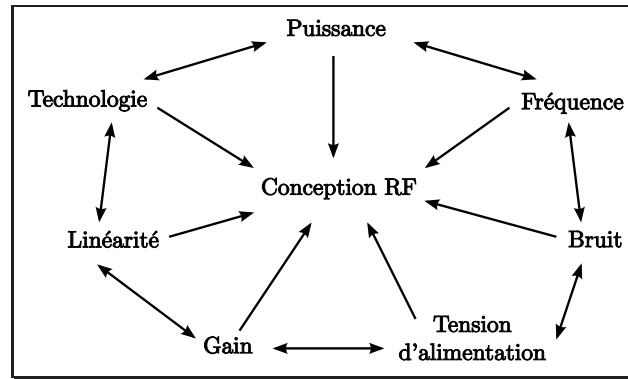 Puissance
Technologie
Fréquence
Conception RF
Linéarité
Bruit
Gain
Tension
d'alimentation